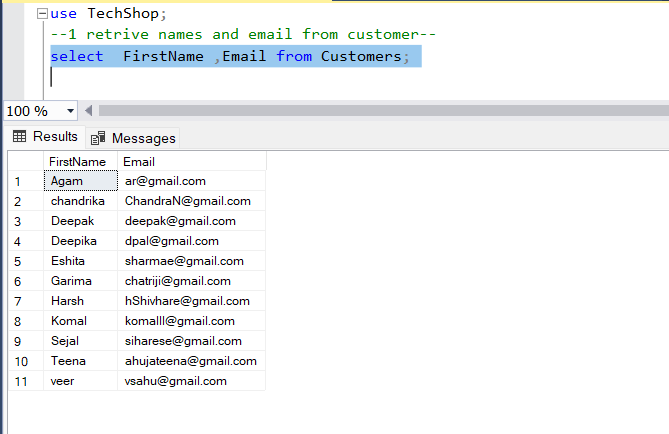 use TechShop;
--1 retrive names and email from customer--
select  FirstName ,Email from Customers;
100 %
Results Messages
FirstName Email
1 Agam ar@gmail.com
2 chandrika ChandraN@gmail.com
3 Deepak deepak@gmail.com
4 Deepika dpal@gmail.com
5 Eshita sharmae@gmail.com
6 Garima chatriji@gmail.com
7 Harsh hShivhare@gmail.com
8 Komal komalll@gmail.com
9 Sejal siharese@gmail.com
10 Teena ahujateena@gmail.com
11 veer vsahu@gmail.com